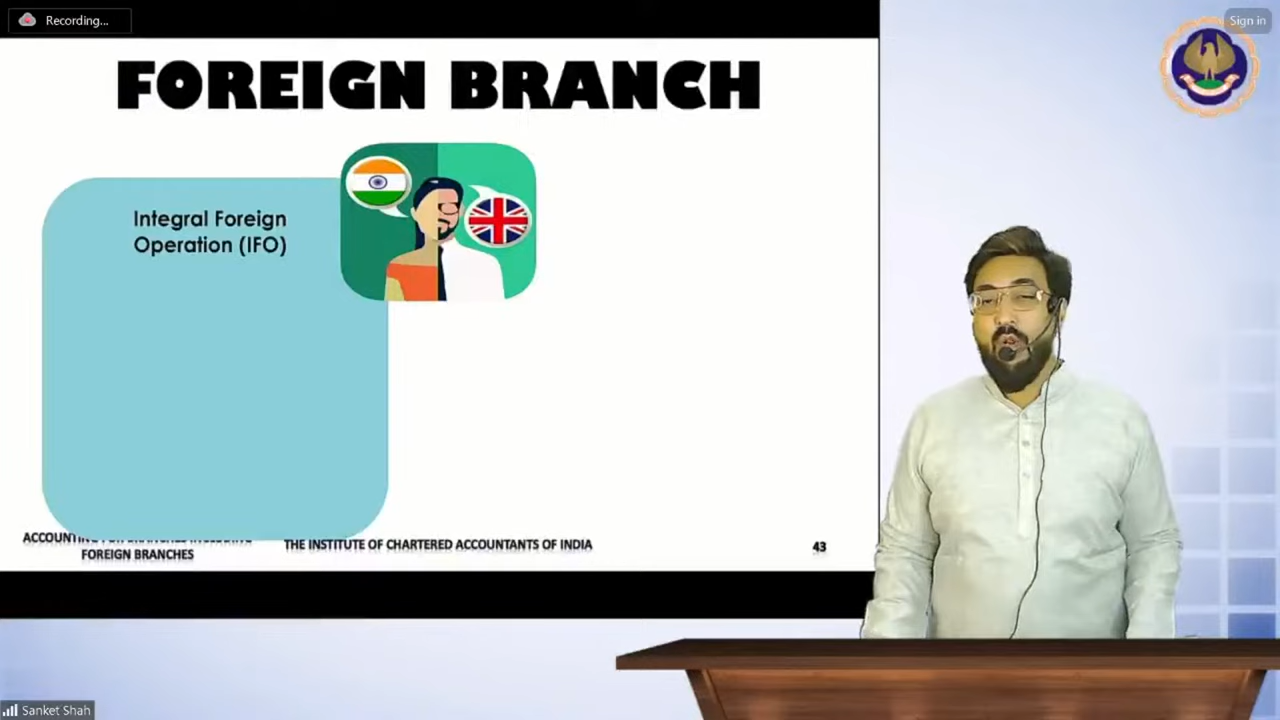 Recording...
Sign in
FOREIGN BRANCH
Integral Foreign
Operation (IFO)
FOREIGN BRANCHES
THE INSTITUTE OF CHARTERED ACCOUNTANTS OF INDIA
43
Sanket Shah